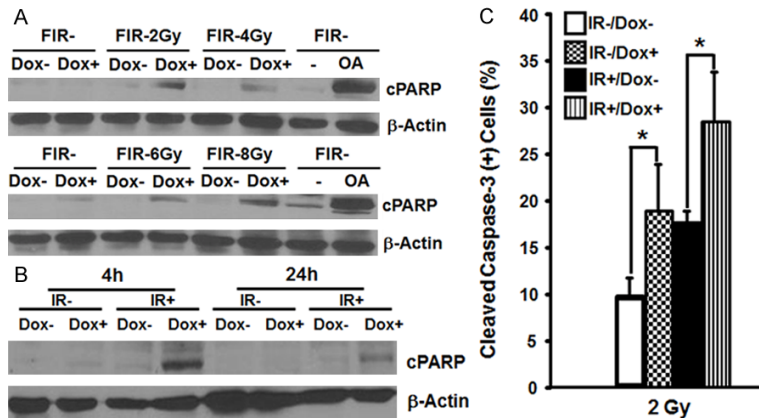 A
FIR- FIR-2Gy FIR-4Gy FIR-
Dox- Dox+ Dox- Dox+ Dox- Dox+ - OA
cPARP
β-Actin
FIR- FIR-6Gy FIR-8Gy FIR-
Dox- Dox+ Dox- Dox+ Dox- Dox+ - OA
cPARP
β-Actin
B
4h 24h
IR- IR+ IR- IR+
Dox- Dox+ Dox- Dox+ Dox- Dox+ Dox- Dox+
cPARP
β-Actin
C
Cleaved Caspase-3 (+) Cells (%)
40
35
30
25
20
15
10
5
0
IR-/Dox-
IR-/Dox+
IR+/Dox-
IR+/Dox+
*
*
2 Gy